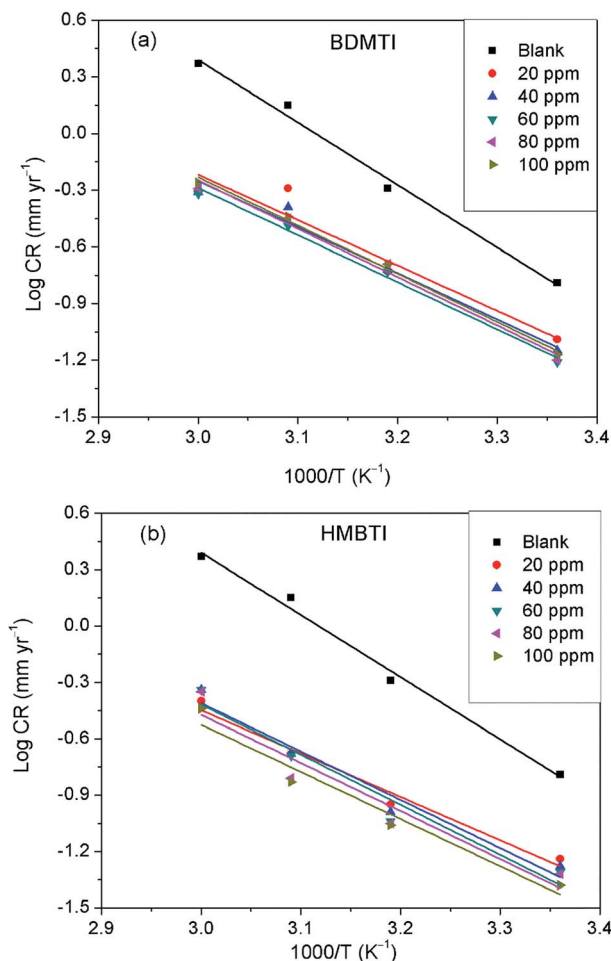 (a)
BDMTI
Blank
20 ppm
40 ppm
60 ppm
80 ppm
100 ppm
0.6
0.3
0.0
-0.3
-0.6
-0.9
-1.2
-1.5
Log CR (mm yr⁻¹)
2.9 3.0 3.1 3.2 3.3 3.4
1000/T (K⁻¹)
(b)
HMBTI
Blank
20 ppm
40 ppm
60 ppm
80 ppm
100 ppm
0.6
0.3
0.0
-0.3
-0.6
-0.9
-1.2
-1.5
Log CR (mm yr⁻¹)
2.9 3.0 3.1 3.2 3.3 3.4
1000/T (K⁻¹)